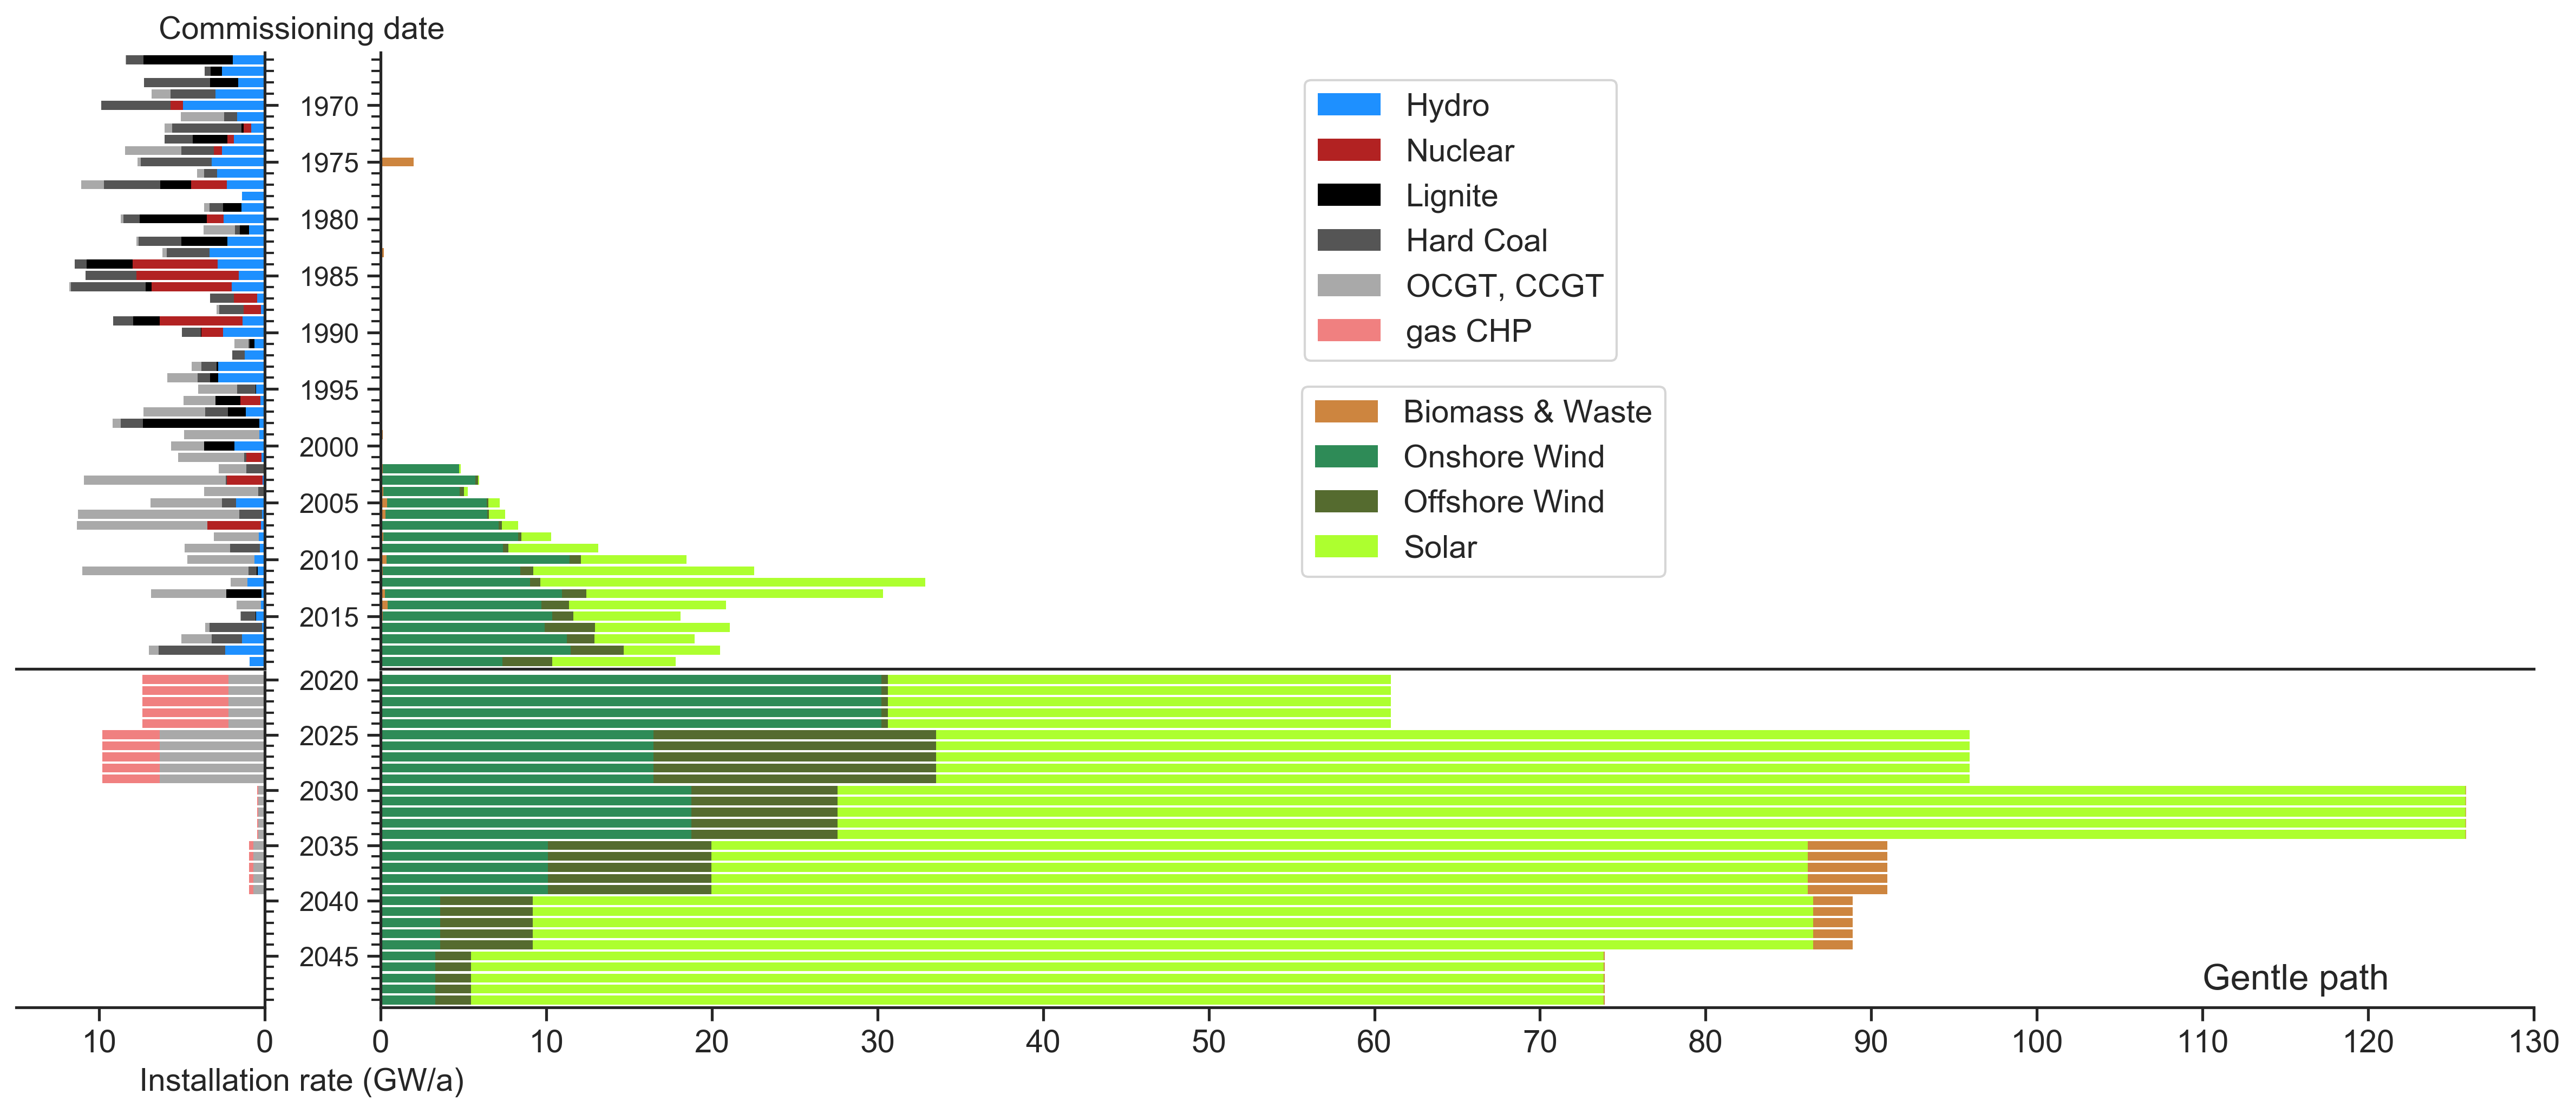 Commissioning date
1970
1975
1980
1985
1990
1995
2000
2005
2010
2015
2020
2025
2030
2035
2040
2045
Hydro
Nuclear
Lignite
Hard Coal
OCGT, CCGT
gas CHP
Biomass & Waste
Onshore Wind
Offshore Wind
Solar
Gentle path
10 0 0 10 20 30 40 50 60 70 80 90 100 110 120 130
Installation rate (GW/a)